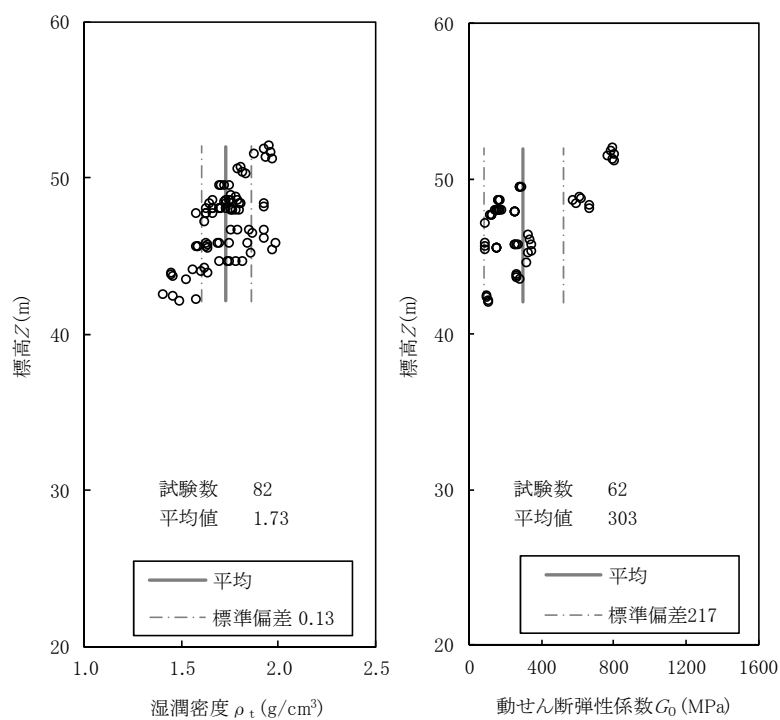 60
50
40
30
20
標高Z(m)
試験数 82
平均値 1.73
平均
標準偏差 0.13
1.0 1.5 2.0 2.5
湿潤密度 ρt (g/cm³)
60
50
40
30
20
標高Z(m)
試験数 62
平均値 303
平均
標準偏差217
0 400 800 1200 1600
動せん断弾性係数G0 (MPa)